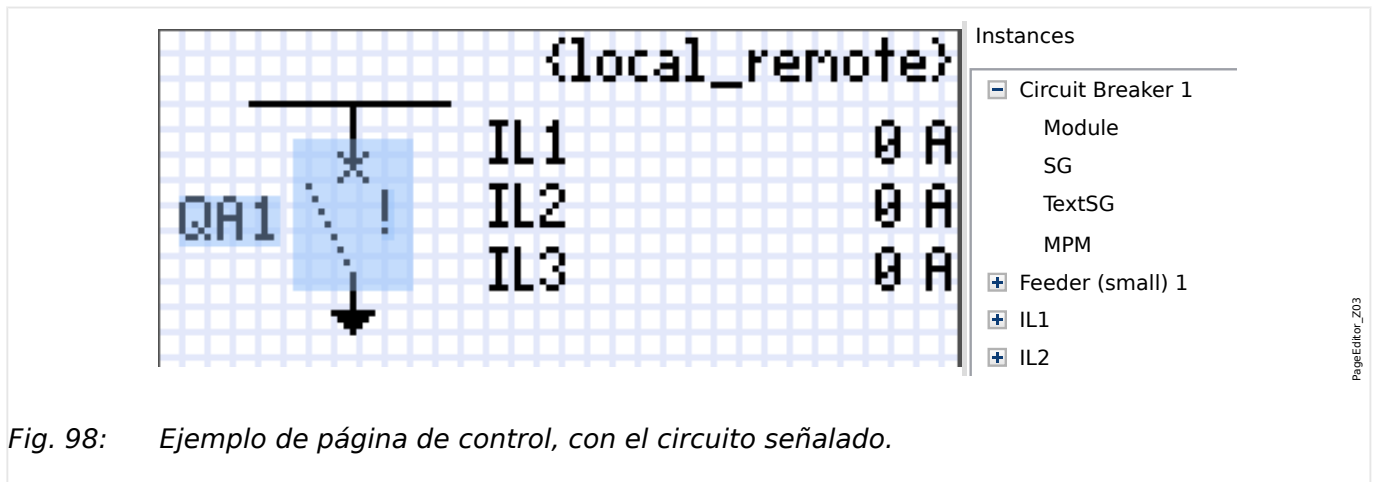 {local_remote}
QA1
!
IL1 0 A
IL2 0 A
IL3 0 A
Instances
Circuit Breaker 1
Module
SG
TextSG
MPM
Feeder (small) 1
IL1
IL2
PageEditor_Z03
Fig. 98: Ejemplo de página de control, con el circuito señalado.